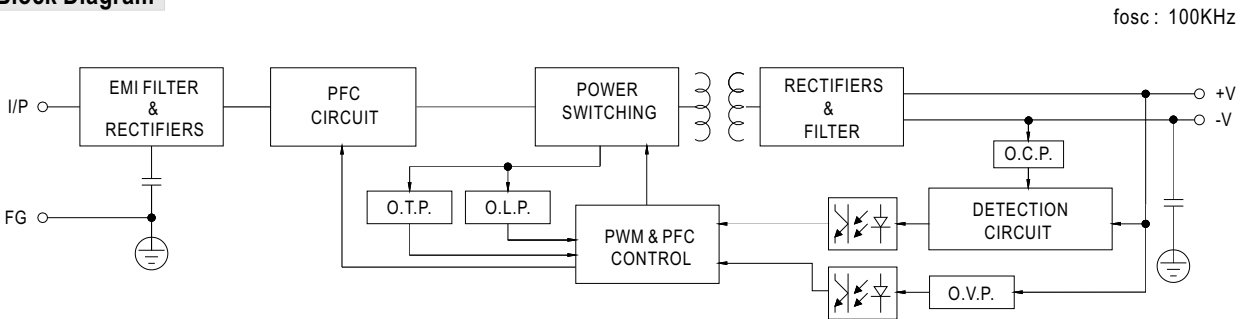 Block Diagram
fosc : 100KHz
EMI FILTER
&
RECTIFIERS
PFC
CIRCUIT
POWER
SWITCHING
RECTIFIERS
&
FILTER
I/P
+V
-V
O.C.P.
O.T.P.
O.L.P.
FG
PWM & PFC
CONTROL
DETECTION
CIRCUIT
O.V.P.